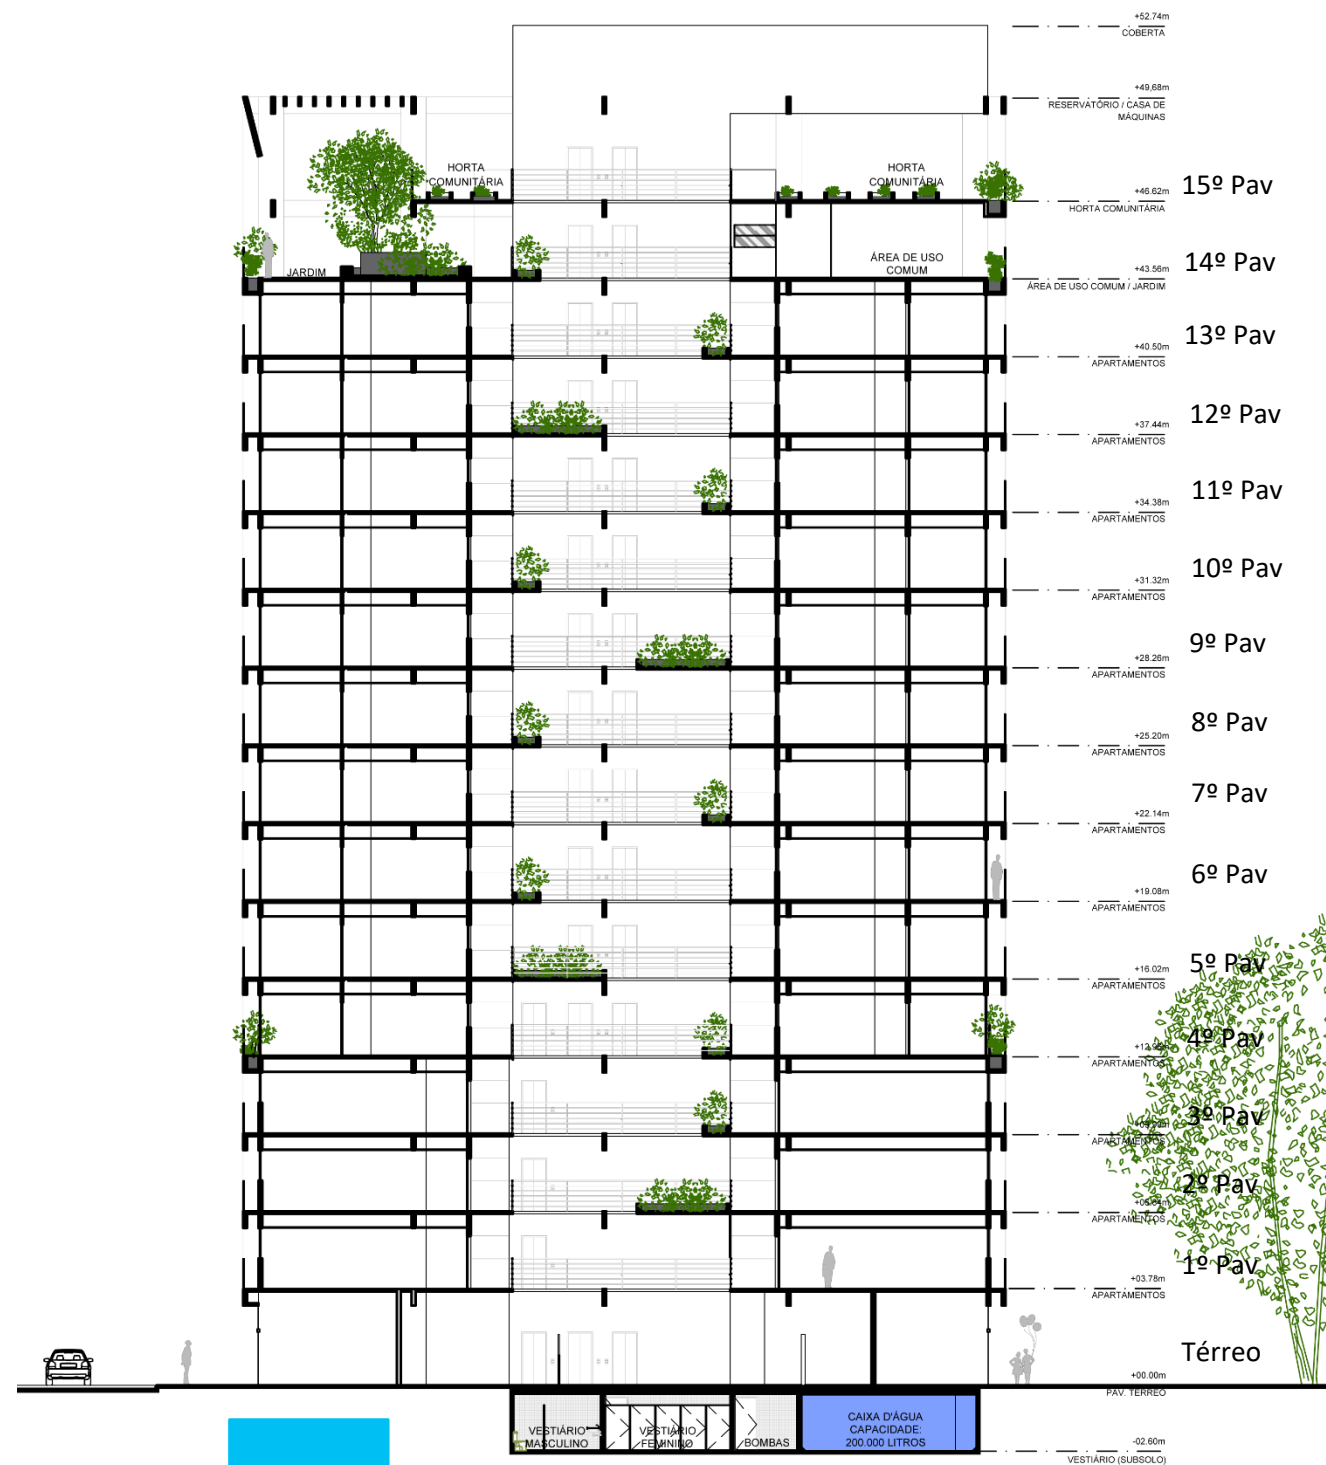 +52.74m
COBERTA
+49,68m
RESERVATÓRIO / CASA DE
MÁQUINAS
HORTA
COMUNITÁRIA
HORTA
COMUNITÁRIA
+46.62m
HORTA COMUNITÁRIA
15º Pav
JARDIM
ÁREA DE USO
COMUM
+43.56m
ÁREA DE USO COMUM / JARDIM
14º Pav
+40.50m
APARTAMENTOS
13º Pav
+37.44m
APARTAMENTOS
12º Pav
+34.38m
APARTAMENTOS
11º Pav
+31.32m
APARTAMENTOS
10º Pav
+28.26m
APARTAMENTOS
9º Pav
+25.20m
APARTAMENTOS
8º Pav
+22.14m
APARTAMENTOS
7º Pav
+19.08m
APARTAMENTOS
6º Pav
+16.02m
APARTAMENTOS
5º Pav
APARTAMENTOS
4º Pav
APARTAMENTOS
3º Pav
APARTAMENTOS
2º Pav
+03.78m
APARTAMENTOS
1º Pav
+00.00m
PAV. TERREO
Térreo
VESTIÁRIO
MASCULINO
VESTIÁRIO
FEMININO
BOMBAS
CAIXA D'ÁGUA
CAPACIDADE:
200.000 LITROS
-02.60m
VESTIÁRIO (SUBSOLO)